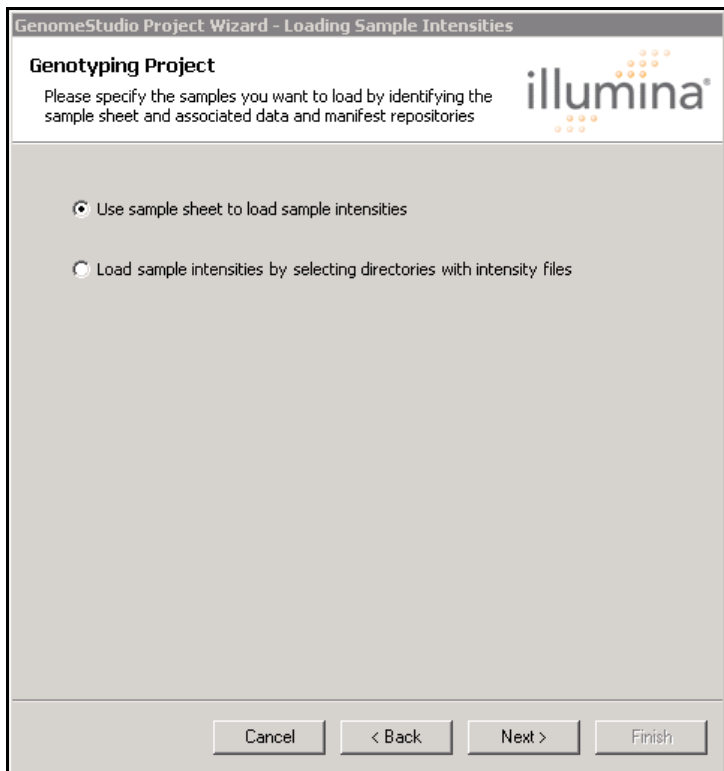 GenomeStudio Project Wizard - Loading Sample Intensities
Genotyping Project
Please specify the samples you want to load by identifying the
sample sheet and associated data and manifest repositories
illumina®
Use sample sheet to load sample intensities
Load sample intensities by selecting directories with intensity files
Cancel
< Back
Next >
Finish